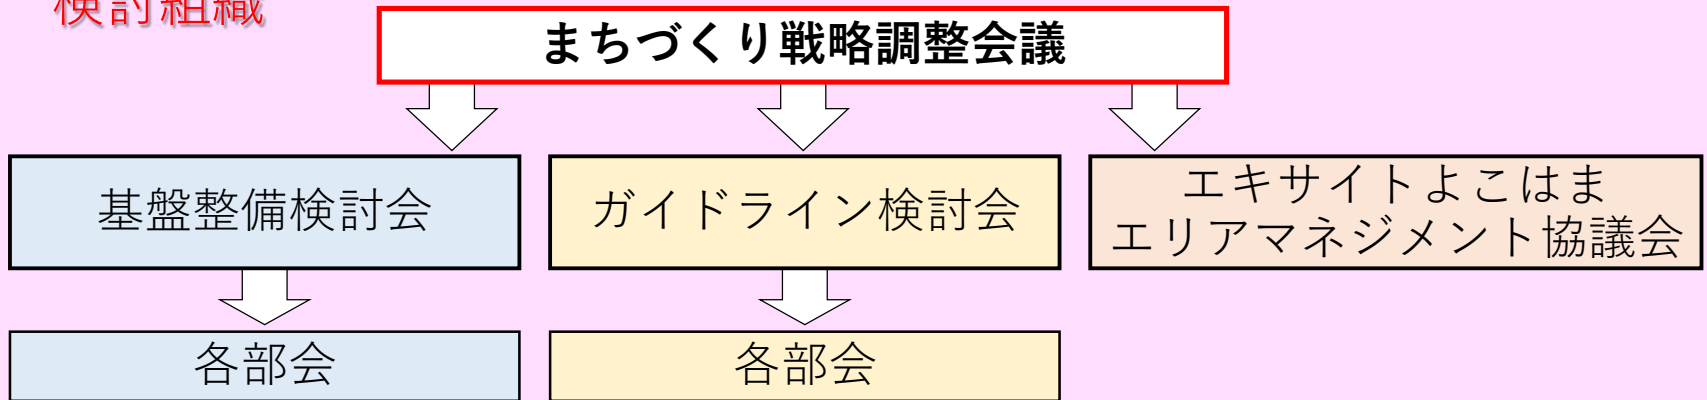 検討組織
まちづくり戦略調整会議
基盤整備検討会
ガイドライン検討会
エキサイトよこはま
エリアマネジメント協議会
各部会
各部会